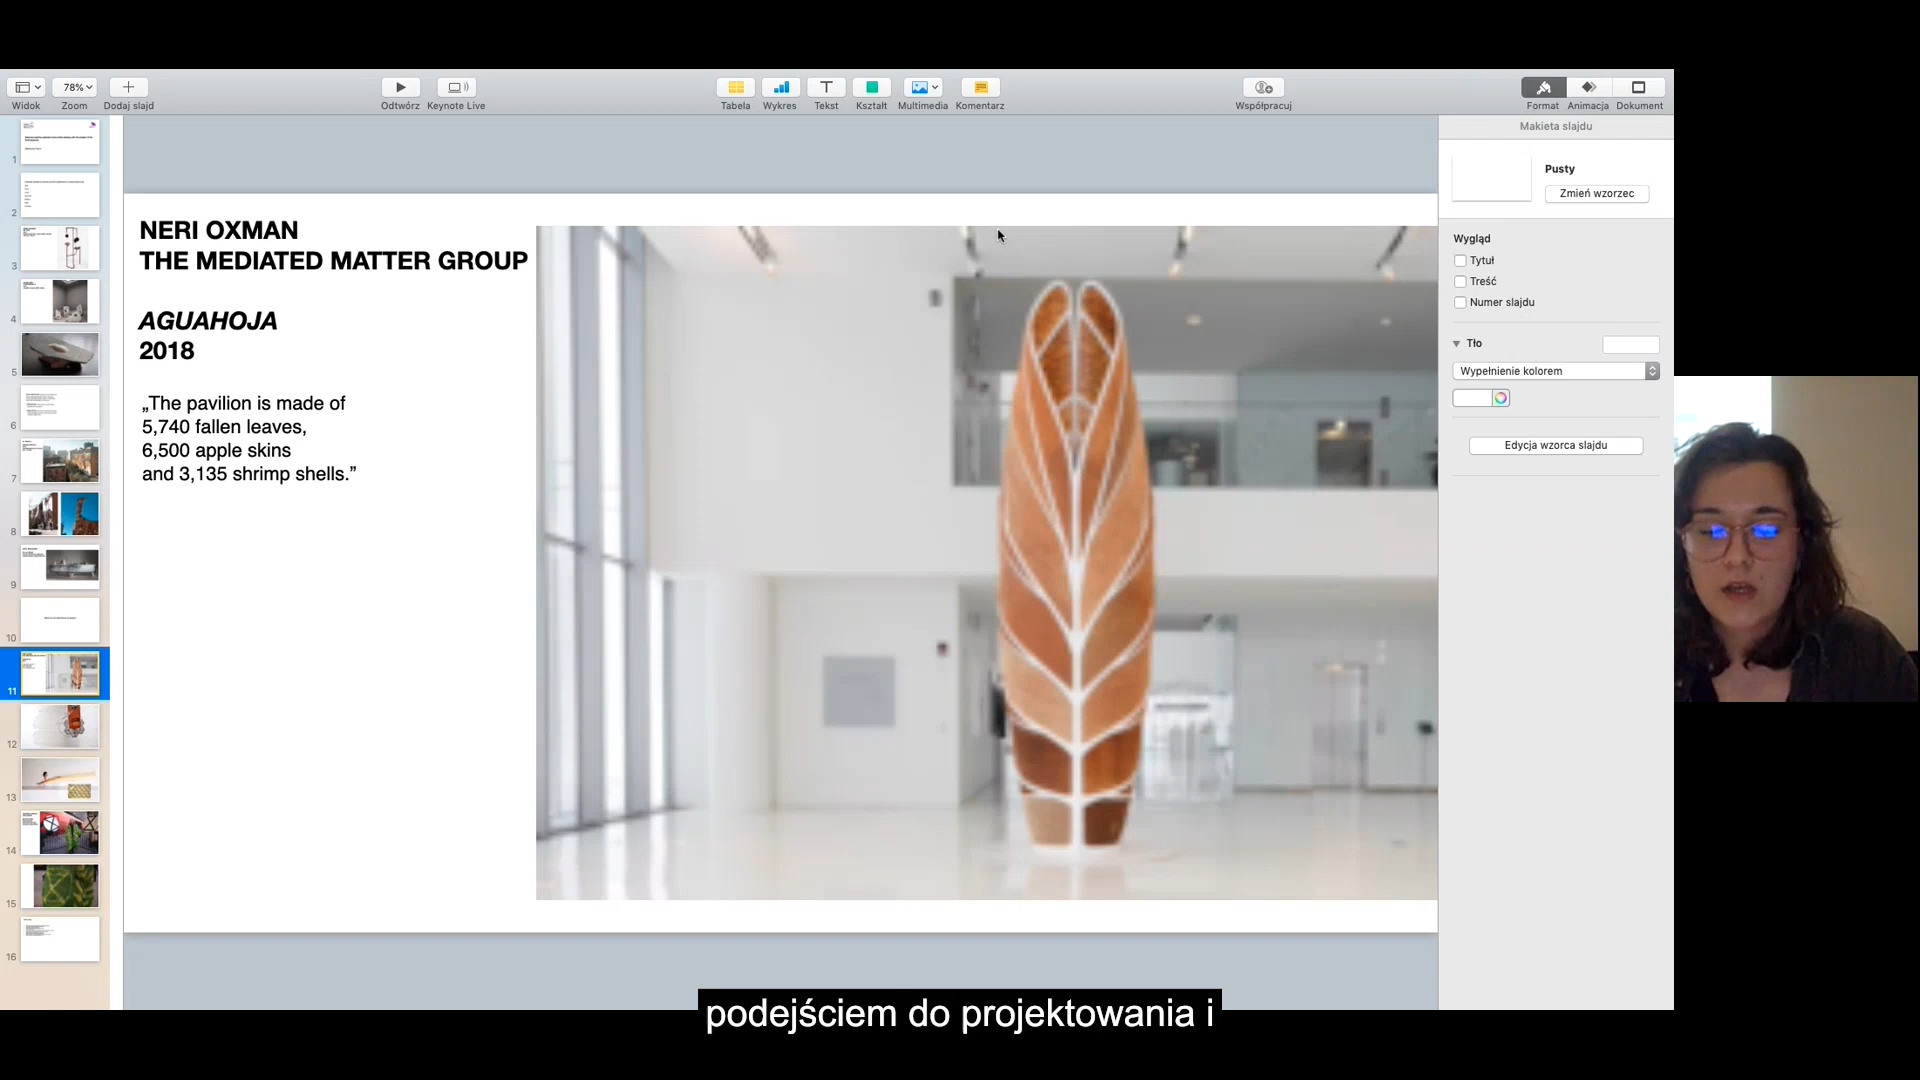 78%
Widok
Zoom
Dodaj slajd
Odtwórz
Keynote Live
Tabela
Wykres
Tekst
Kształt
Multimedia
Komentarz
Współpracuj
Format
Animacja
Dokument
1
2
3
4
5
6
7
8
9
10
11
12
13
14
15
16
NERI OXMAN
THE MEDIATED MATTER GROUP
AGUAHOJA
2018
„The pavilion is made of
5,740 fallen leaves,
6,500 apple skins
and 3,135 shrimp shells.”
Makieta slajdu
Pusty
Zmień wzorzec
Wygląd
Tytuł
Treść
Numer slajdu
Tło
Wypełnienie kolorem
Edycja wzorca slajdu
podejściem do projektowania i